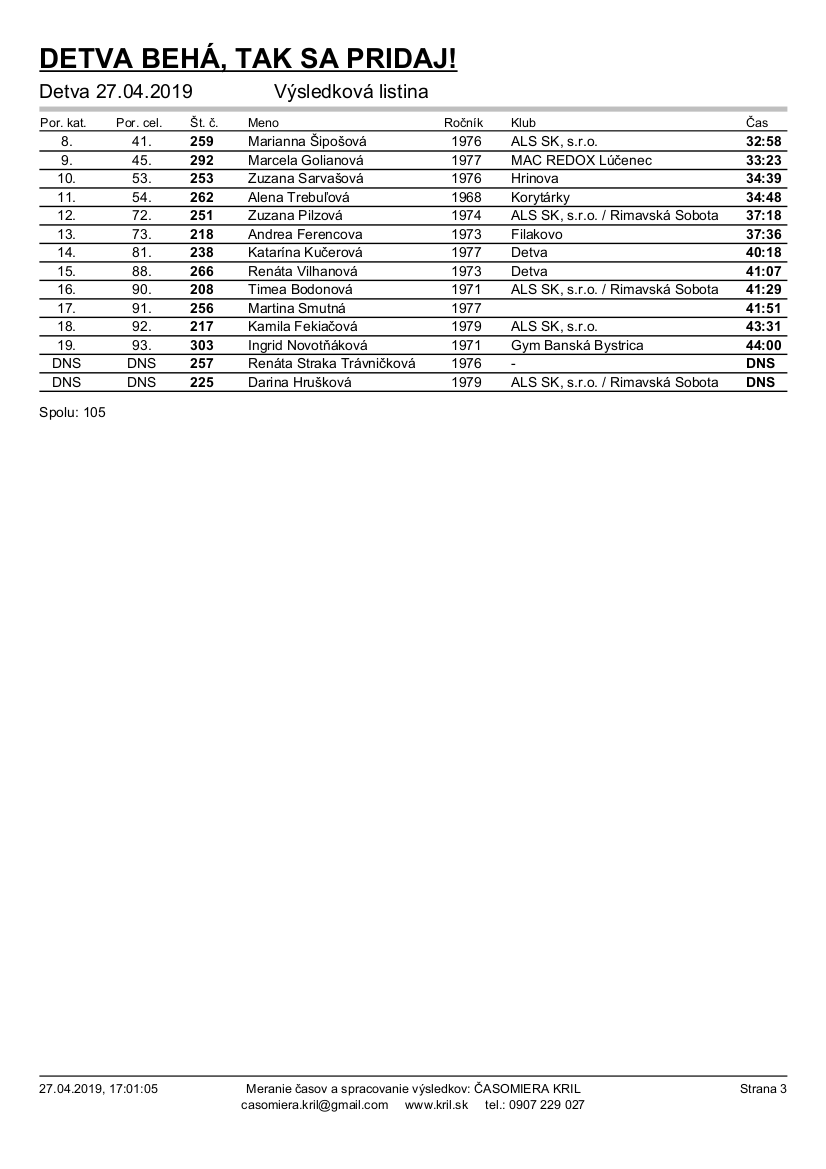 DETVA BEHÁ, TAK SA PRIDAJ!
Detva 27.04.2019 Výsledková listina
Por. kat. Por. cel. Št. č. Meno Ročník Klub Čas
8. 41. 259 Marianna Šipošová 1976 ALS SK, s.r.o. 32:58
9. 45. 292 Marcela Golianová 1977 MAC REDOX Lúčenec 33:23
10. 53. 253 Zuzana Sarvašová 1976 Hrinova 34:39
11. 54. 262 Alena Trebuľová 1968 Korytárky 34:48
12. 72. 251 Zuzana Pilzová 1974 ALS SK, s.r.o. / Rimavská Sobota 37:18
13. 73. 218 Andrea Ferencova 1973 Filakovo 37:36
14. 81. 238 Katarína Kučerová 1977 Detva 40:18
15. 88. 266 Renáta Vilhanová 1973 Detva 41:07
16. 90. 208 Timea Bodonová 1971 ALS SK, s.r.o. / Rimavská Sobota 41:29
17. 91. 256 Martina Smutná 1977 41:51
18. 92. 217 Kamila Fekiačová 1979 ALS SK, s.r.o. 43:31
19. 93. 303 Ingrid Novotňáková 1971 Gym Banská Bystrica 44:00
DNS DNS 257 Renáta Straka Trávničková 1976 - DNS
DNS DNS 225 Darina Hrušková 1979 ALS SK, s.r.o. / Rimavská Sobota DNS
Spolu: 105
27.04.2019, 17:01:05 Meranie časov a spracovanie výsledkov: ČASOMIERA KRIL Strana 3
casomiera.kril@gmail.com www.kril.sk tel.: 0907 229 027